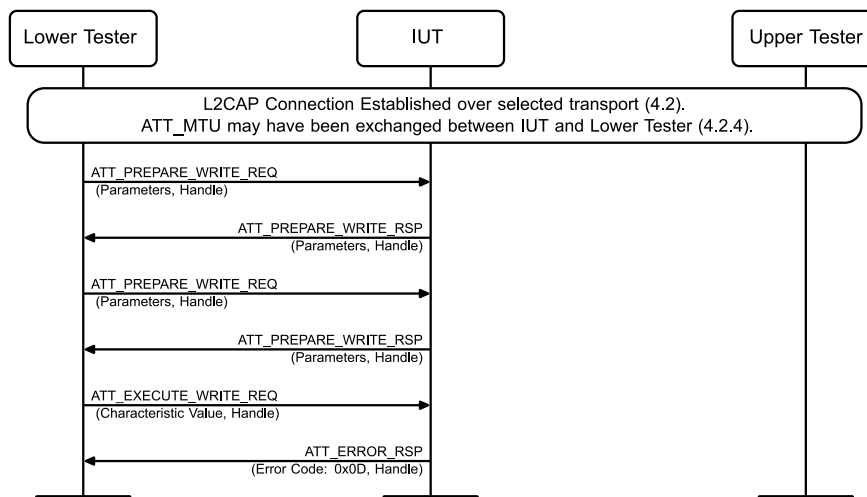 Lower Tester
IUT
Upper Tester
L2CAP Connection Established over selected transport (4.2).
ATT_MTU may have been exchanged between IUT and Lower Tester (4.2.4).
ATT_PREPARE_WRITE_REQ
(Parameters, Handle)
ATT_PREPARE_WRITE_RSP
(Parameters, Handle)
ATT_PREPARE_WRITE_REQ
(Parameters, Handle)
ATT_PREPARE_WRITE_RSP
(Parameters, Handle)
ATT_EXECUTE_WRITE_REQ
(Characteristic Value, Handle)
ATT_ERROR_RSP
(Error Code: 0x0D, Handle)